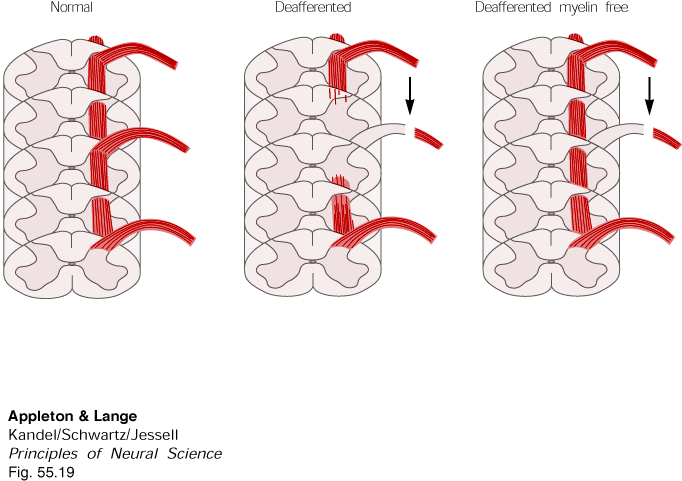 Normal
Deafferented
Deafferented myelin free
Appleton & Lange
Kandel/Schwartz/Jessell
Principles of Neural Science
Fig. 55.19